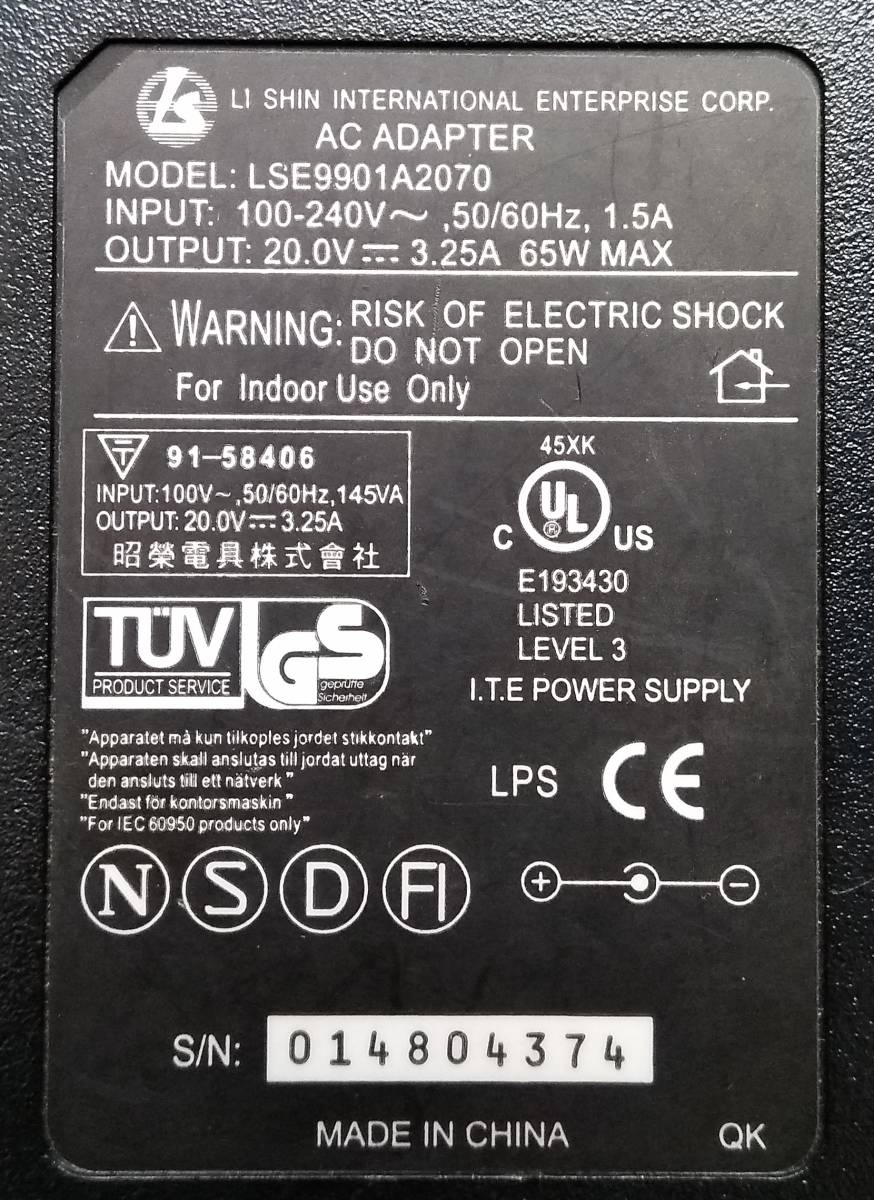 LS LI SHIN INTERNATIONAL ENTERPRISE CORP.
AC ADAPTER
MODEL: LSE9901A2070
INPUT: 100-240V～ ,50/60Hz, 1.5A
OUTPUT: 20.0V⎓ 3.25A 65W MAX
WARNING: RISK OF ELECTRIC SHOCK
DO NOT OPEN
For Indoor Use Only
91-58406
INPUT:100V～,50/60Hz,145VA
OUTPUT: 20.0V⎓3.25A
昭榮電具株式會社
45XK
C UL ® US
E193430
LISTED
LEVEL 3
I.T.E POWER SUPPLY
TÜV
PRODUCT SERVICE
GS
geprüfte
Sicherheit
"Apparatet må kun tilkoples jordet stikkontakt"
"Apparaten skall anslutas till jordat uttag när
den ansluts till ett nätverk"
"Endast för kontorsmaskin"
"For IEC 60950 products only"
LPS CE
N S D FI
+ −
S/N: 014804374
MADE IN CHINA QK